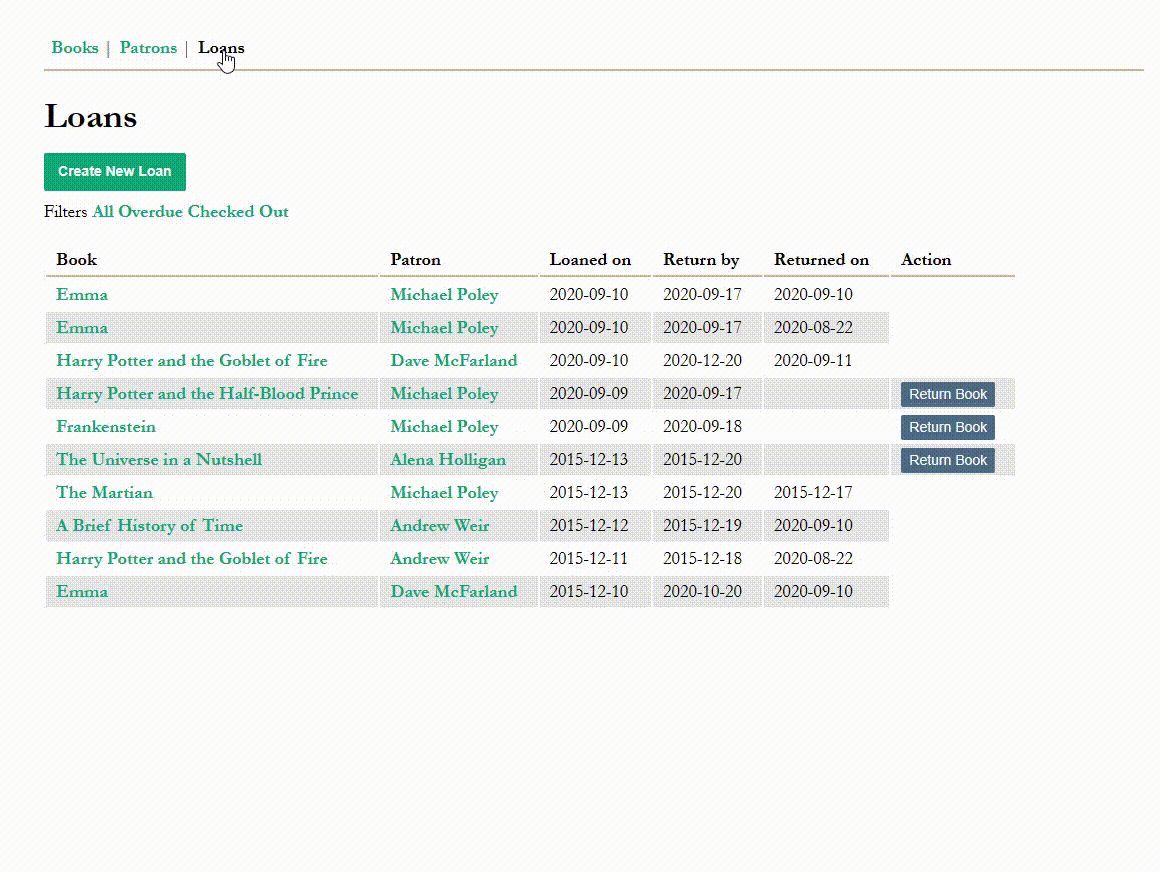 Books | Patrons | Loans
Loans
Create New Loan
Filters All Overdue Checked Out
Book Patron Loaned on Return by Returned on Action
Emma Michael Poley 2020-09-10 2020-09-17 2020-09-10
Emma Michael Poley 2020-09-10 2020-09-17 2020-08-22
Harry Potter and the Goblet of Fire Dave McFarland 2020-09-10 2020-12-20 2020-09-11
Harry Potter and the Half-Blood Prince Michael Poley 2020-09-09 2020-09-17 Return Book
Frankenstein Michael Poley 2020-09-09 2020-09-18 Return Book
The Universe in a Nutshell Alena Holligan 2015-12-13 2015-12-20 Return Book
The Martian Michael Poley 2015-12-13 2015-12-20 2015-12-17
A Brief History of Time Andrew Weir 2015-12-12 2015-12-19 2020-09-10
Harry Potter and the Goblet of Fire Andrew Weir 2015-12-11 2015-12-18 2020-08-22
Emma Dave McFarland 2015-12-10 2020-10-20 2020-09-10